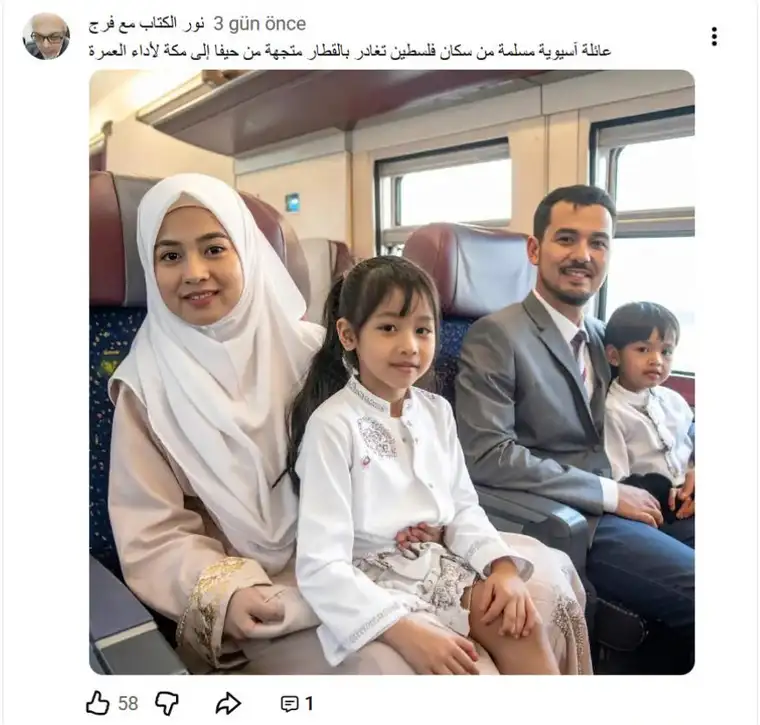 نور الكتاب مع فرج 3 gün önce
عائلة آسيوية مسلمة من سكان فلسطين تغادر بالقطار متجهة من حيفا إلى مكة لأداء العمرة
58 1